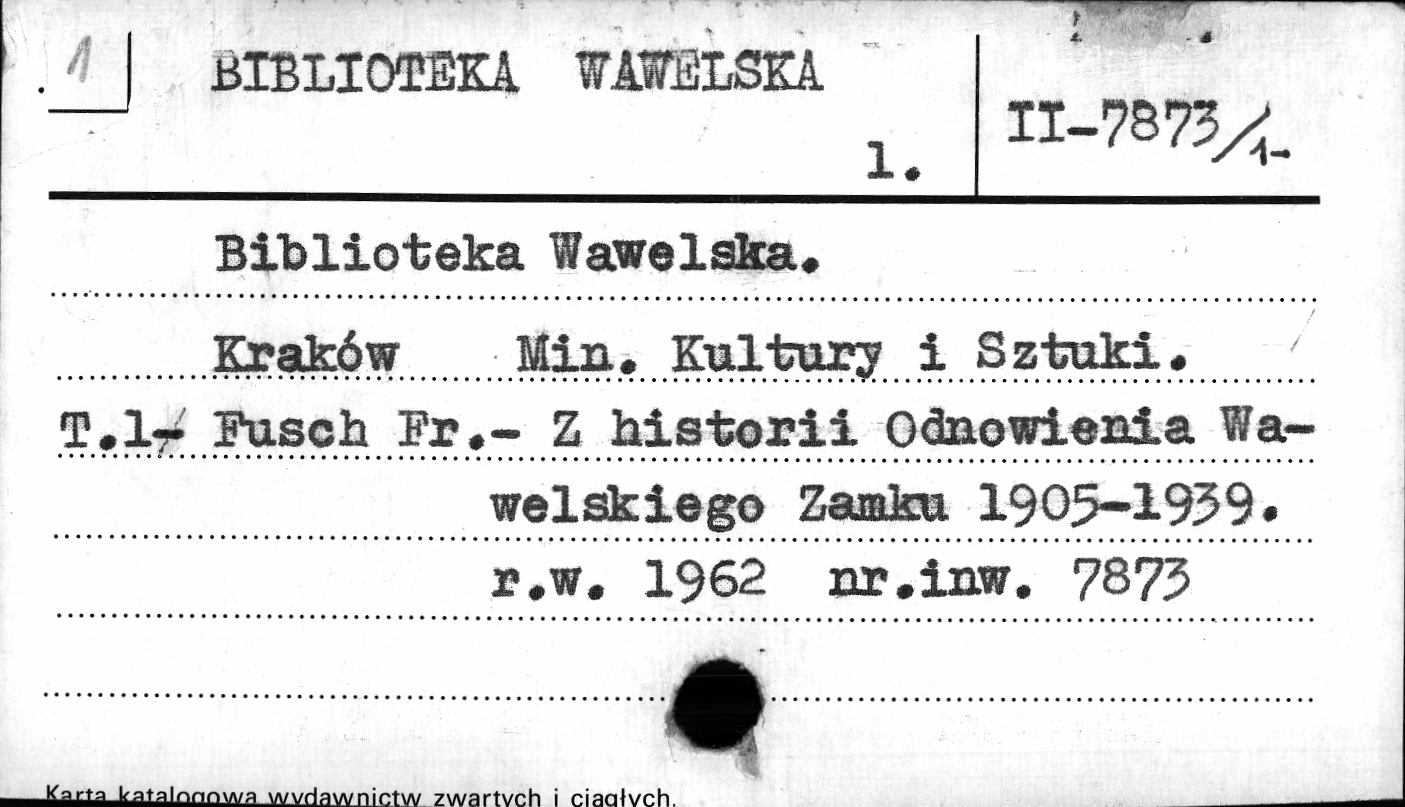 1 BIBLIOTEKA WAWELSKA
1. II-7873/1-
Biblioteka Wawelska.
Kraków Min. Kultury i Sztuki.
T.1- Fusch Fr.- Z historii Odnowienia Wa-
welskiego Zamku 1905-1939.
r.w. 1962 nr.inw. 7873
Karta katalogowa wydawnictw zwartych i ciągłych.